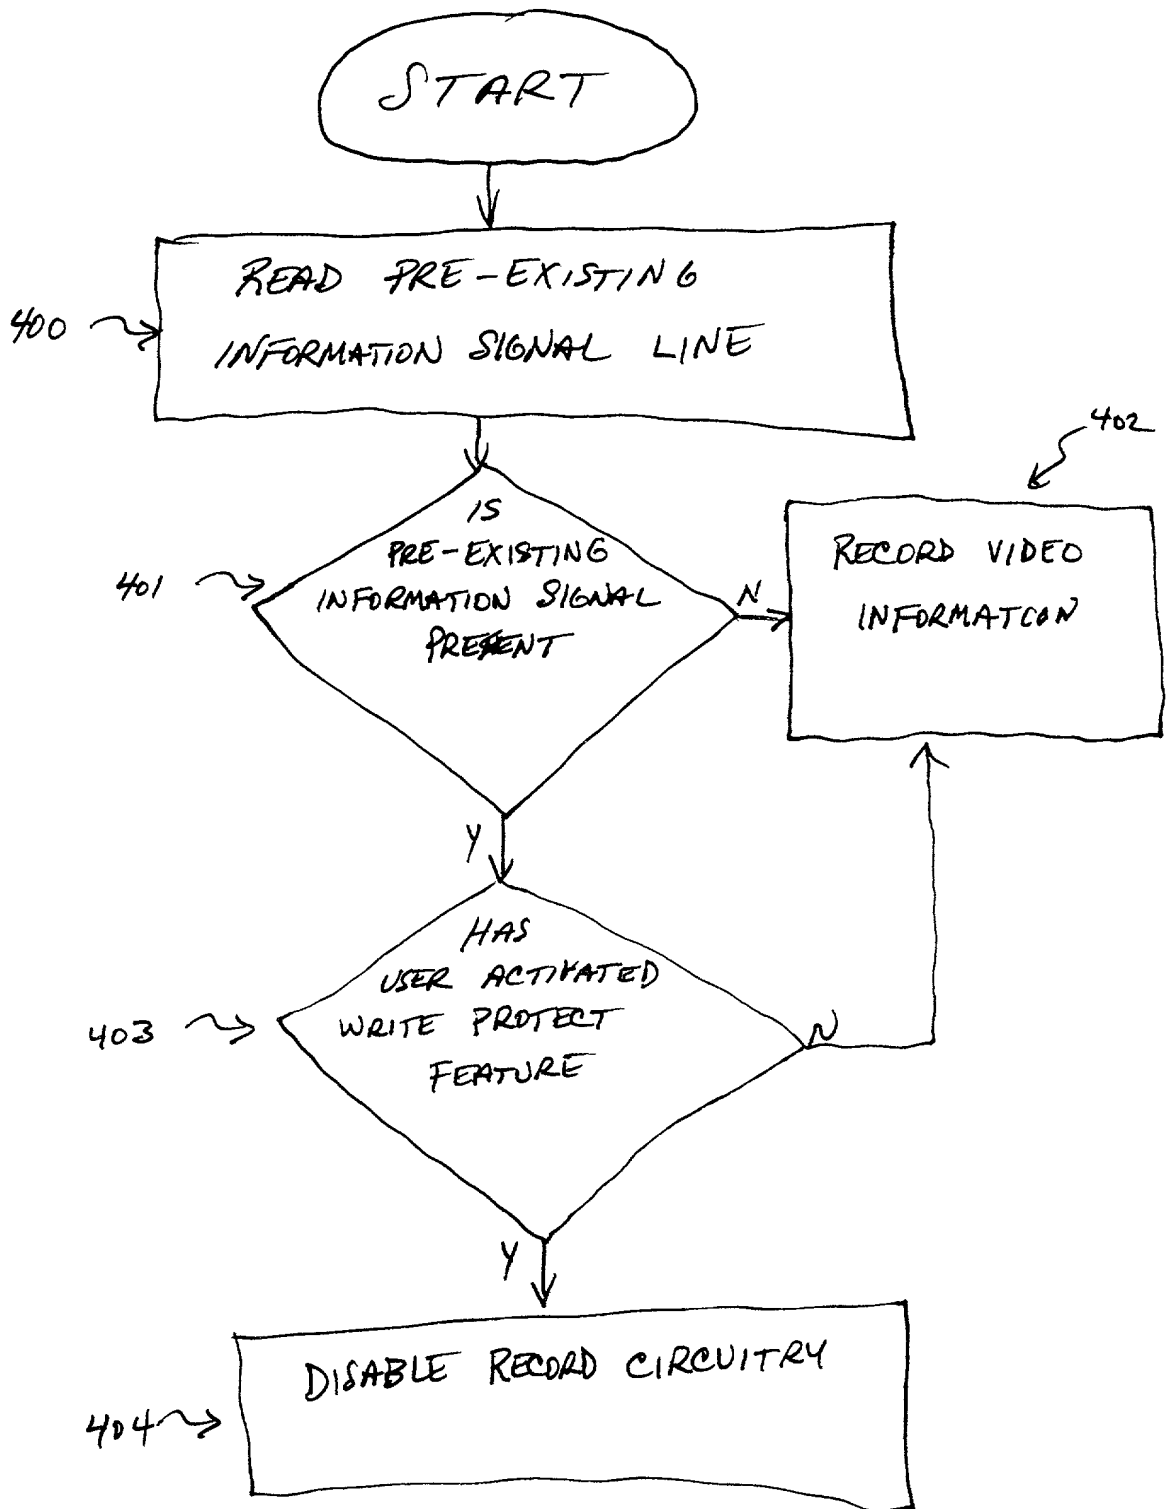 START
READ PRE-EXISTING
400
INFORMATION SIGNAL LINE
402
IS
PRE-EXISTING
401
INFORMATION SIGNAL
PRESENT
N
RECORD VIDEO
INFORMATCON
Y
HAS
USER ACTIVATED
403
WRITE PROTECT
FEATURE
N
Y
DISABLE RECORD CIRCUITRY
404